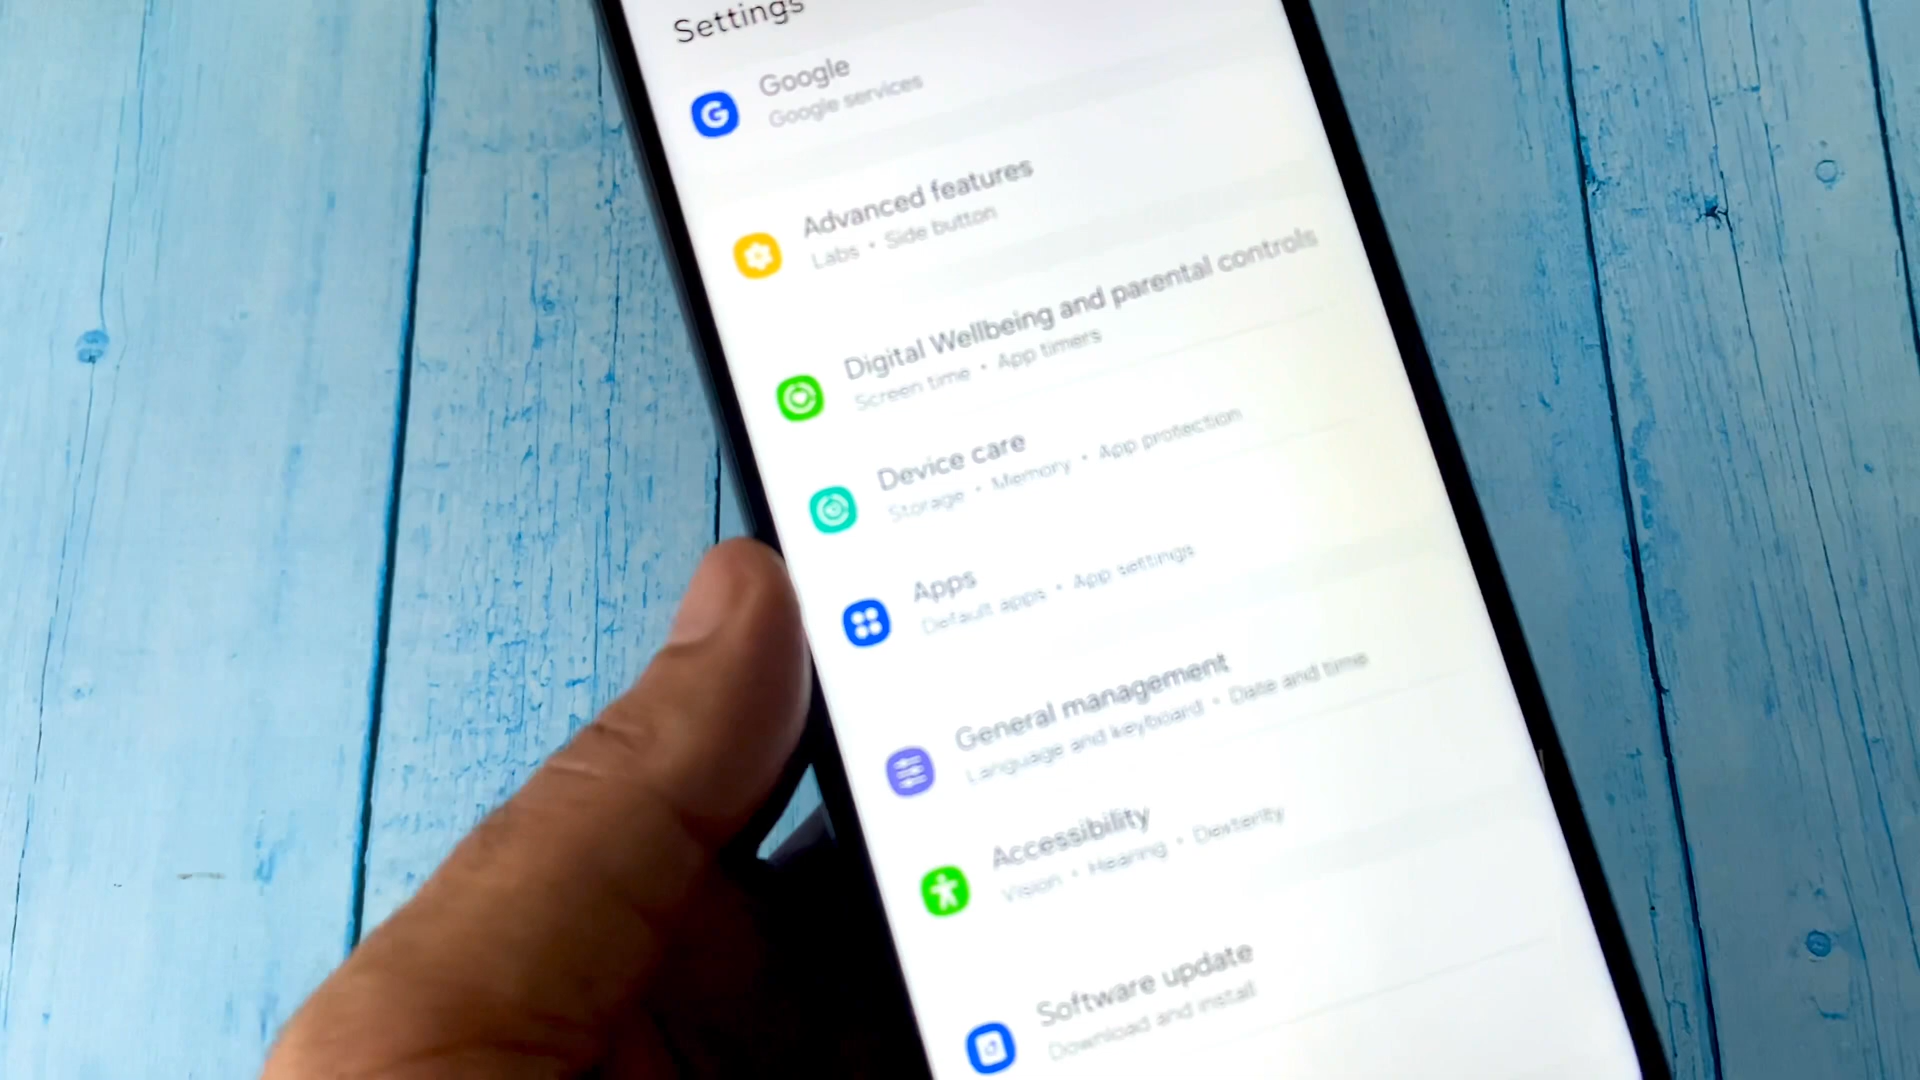 Settings
Google
Google services
Advanced features
Labs • Side button
Digital Wellbeing and parental controls
Screen time • App timers
Device care
Storage • Memory • App protection
Apps
Default apps • App settings
General management
Language and keyboard • Date and time
Accessibility
Vision • Hearing • Dexterity
Software update
Download and install